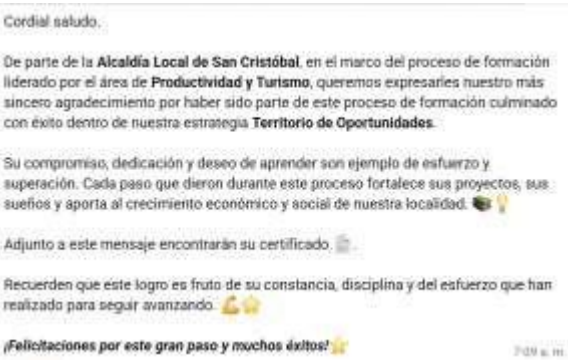 Cordial saludo.
De parte de la Alcaldía Local de San Cristóbal, en el marco del proceso de formación
liderado por el área de Productividad y Turismo, queremos expresarles nuestro más
sincero agradecimiento por haber sido parte de este proceso de formación culminado
con éxito dentro de nuestra estrategia Territorio de Oportunidades.
Su compromiso, dedicación y deseo de aprender son ejemplo de esfuerzo y
superación. Cada paso que dieron durante este proceso fortalece sus proyectos, sus
sueños y aporta al crecimiento económico y social de nuestra localidad.
Adjunto a este mensaje encontrarán su certificado.
Recuerden que este logro es fruto de su constancia, disciplina y del esfuerzo que han
realizado para seguir avanzando.
¡Felicitaciones por este gran paso y muchos éxitos!
7:09 a. m.